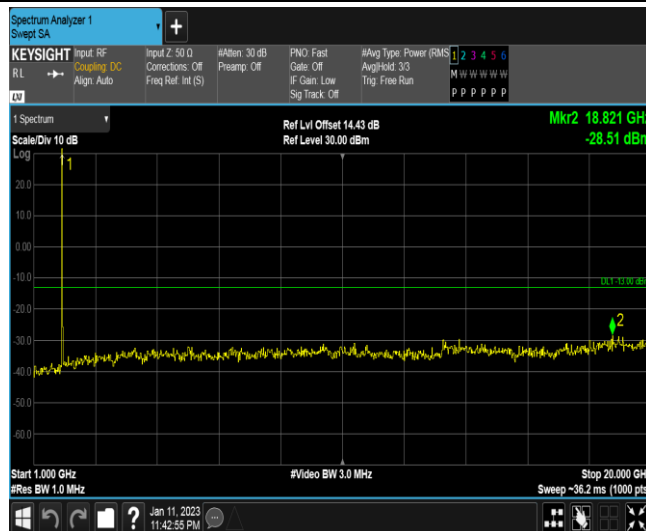 Spectrum Analyzer 1
Swept SA
+
KEYSIGHT
RL
Input: RF
Coupling: DC
Align: Auto
Input Z: 50 Ω
Corrections: Off
Freq Ref: Int (S)
#Atten: 30 dB
Preamp: Off
PNO: Fast
Gate: Off
IF Gain: Low
Sig Track: Off
#Avg Type: Power (RMS
Avg|Hold: 3/3
Trig: Free Run
1 2 3 4 5 6
M W W W W W
P P P P P P
1 Spectrum
Scale/Div 10 dB
Ref Lvl Offset 14.43 dB
Ref Level 30.00 dBm
Mkr2 18.821 GHz
-28.51 dBm
Log
1
20.0
10.0
0.00
-10.0
DL1 -13.00 dBm
-20.0
2
-30.0
-40.0
-50.0
-60.0
Start 1.000 GHz
#Video BW 3.0 MHz
Stop 20.000 GHz
#Res BW 1.0 MHz
Sweep ~36.2 ms (1000 pts)
?
Jan 11, 2023
11:42:55 PM